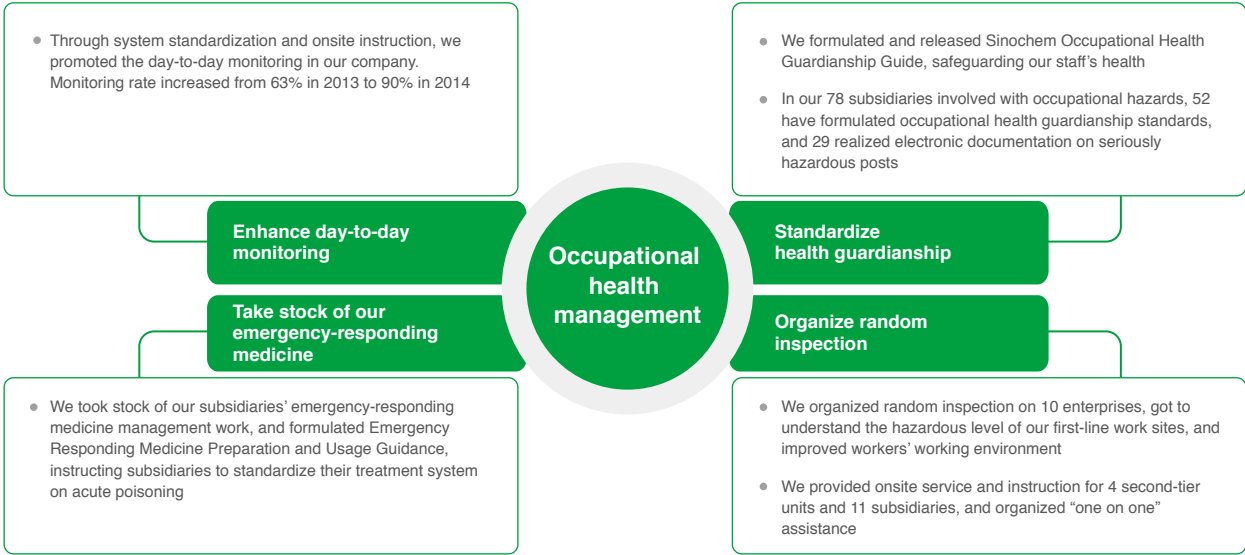 Through system standardization and onsite instruction, we
promoted the day-to-day monitoring in our company.
Monitoring rate increased from 63% in 2013 to 90% in 2014
We formulated and released Sinochem Occupational Health
Guardianship Guide, safeguarding our staff's health
In our 78 subsidiaries involved with occupational hazards, 52
have formulated occupational health guardianship standards,
and 29 realized electronic documentation on seriously
hazardous posts
Enhance day-to-day
monitoring
Standardize
health guardianship
Occupational
health
management
Take stock of our
emergency-responding
medicine
Organize random
inspection
We took stock of our subsidiaries' emergency-responding
medicine management work, and formulated Emergency
Responding Medicine Preparation and Usage Guidance,
instructing subsidiaries to standardize their treatment system
on acute poisoning
We organized random inspection on 10 enterprises, got to
understand the hazardous level of our first-line work sites, and
improved workers' working environment
We provided onsite service and instruction for 4 second-tier
units and 11 subsidiaries, and organized “one on one”
assistance